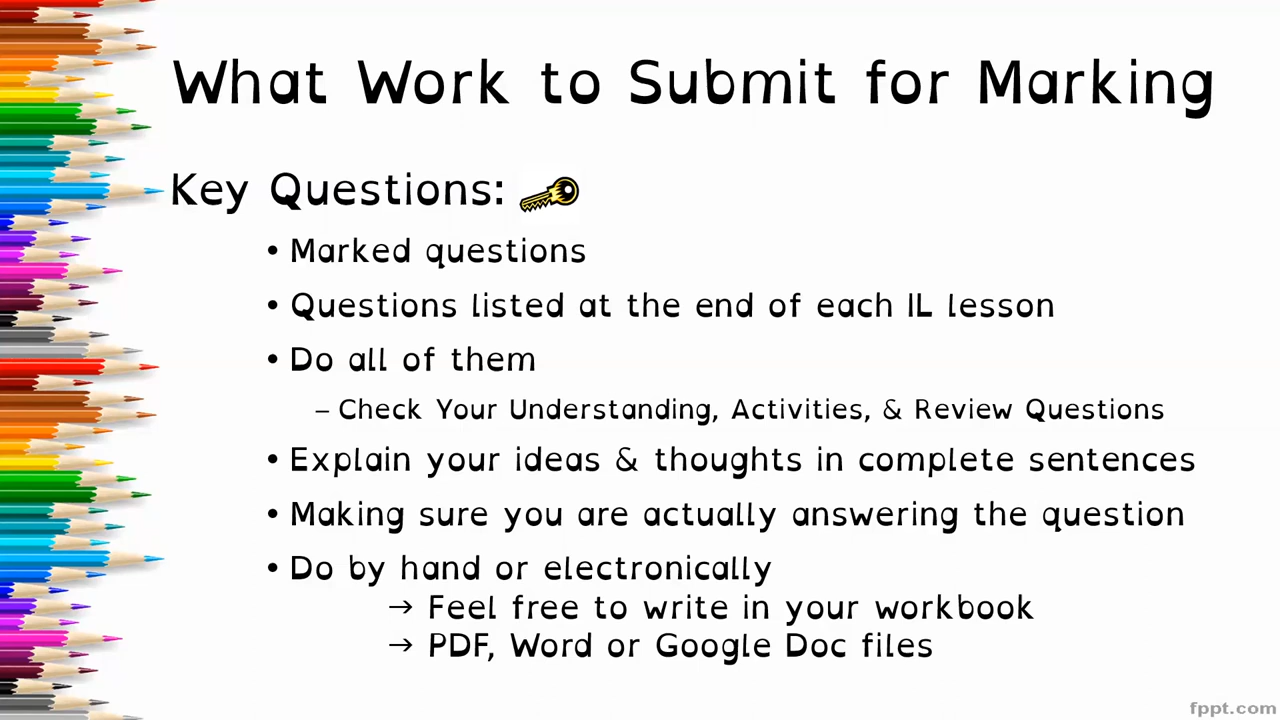 What Work to Submit for Marking
Key Questions:
• Marked questions
• Questions listed at the end of each IL lesson
• Do all of them
– Check Your Understanding, Activities, & Review Questions
• Explain your ideas & thoughts in complete sentences
• Making sure you are actually answering the question
• Do by hand or electronically
→ Feel free to write in your workbook
→ PDF, Word or Google Doc files
fppt.com